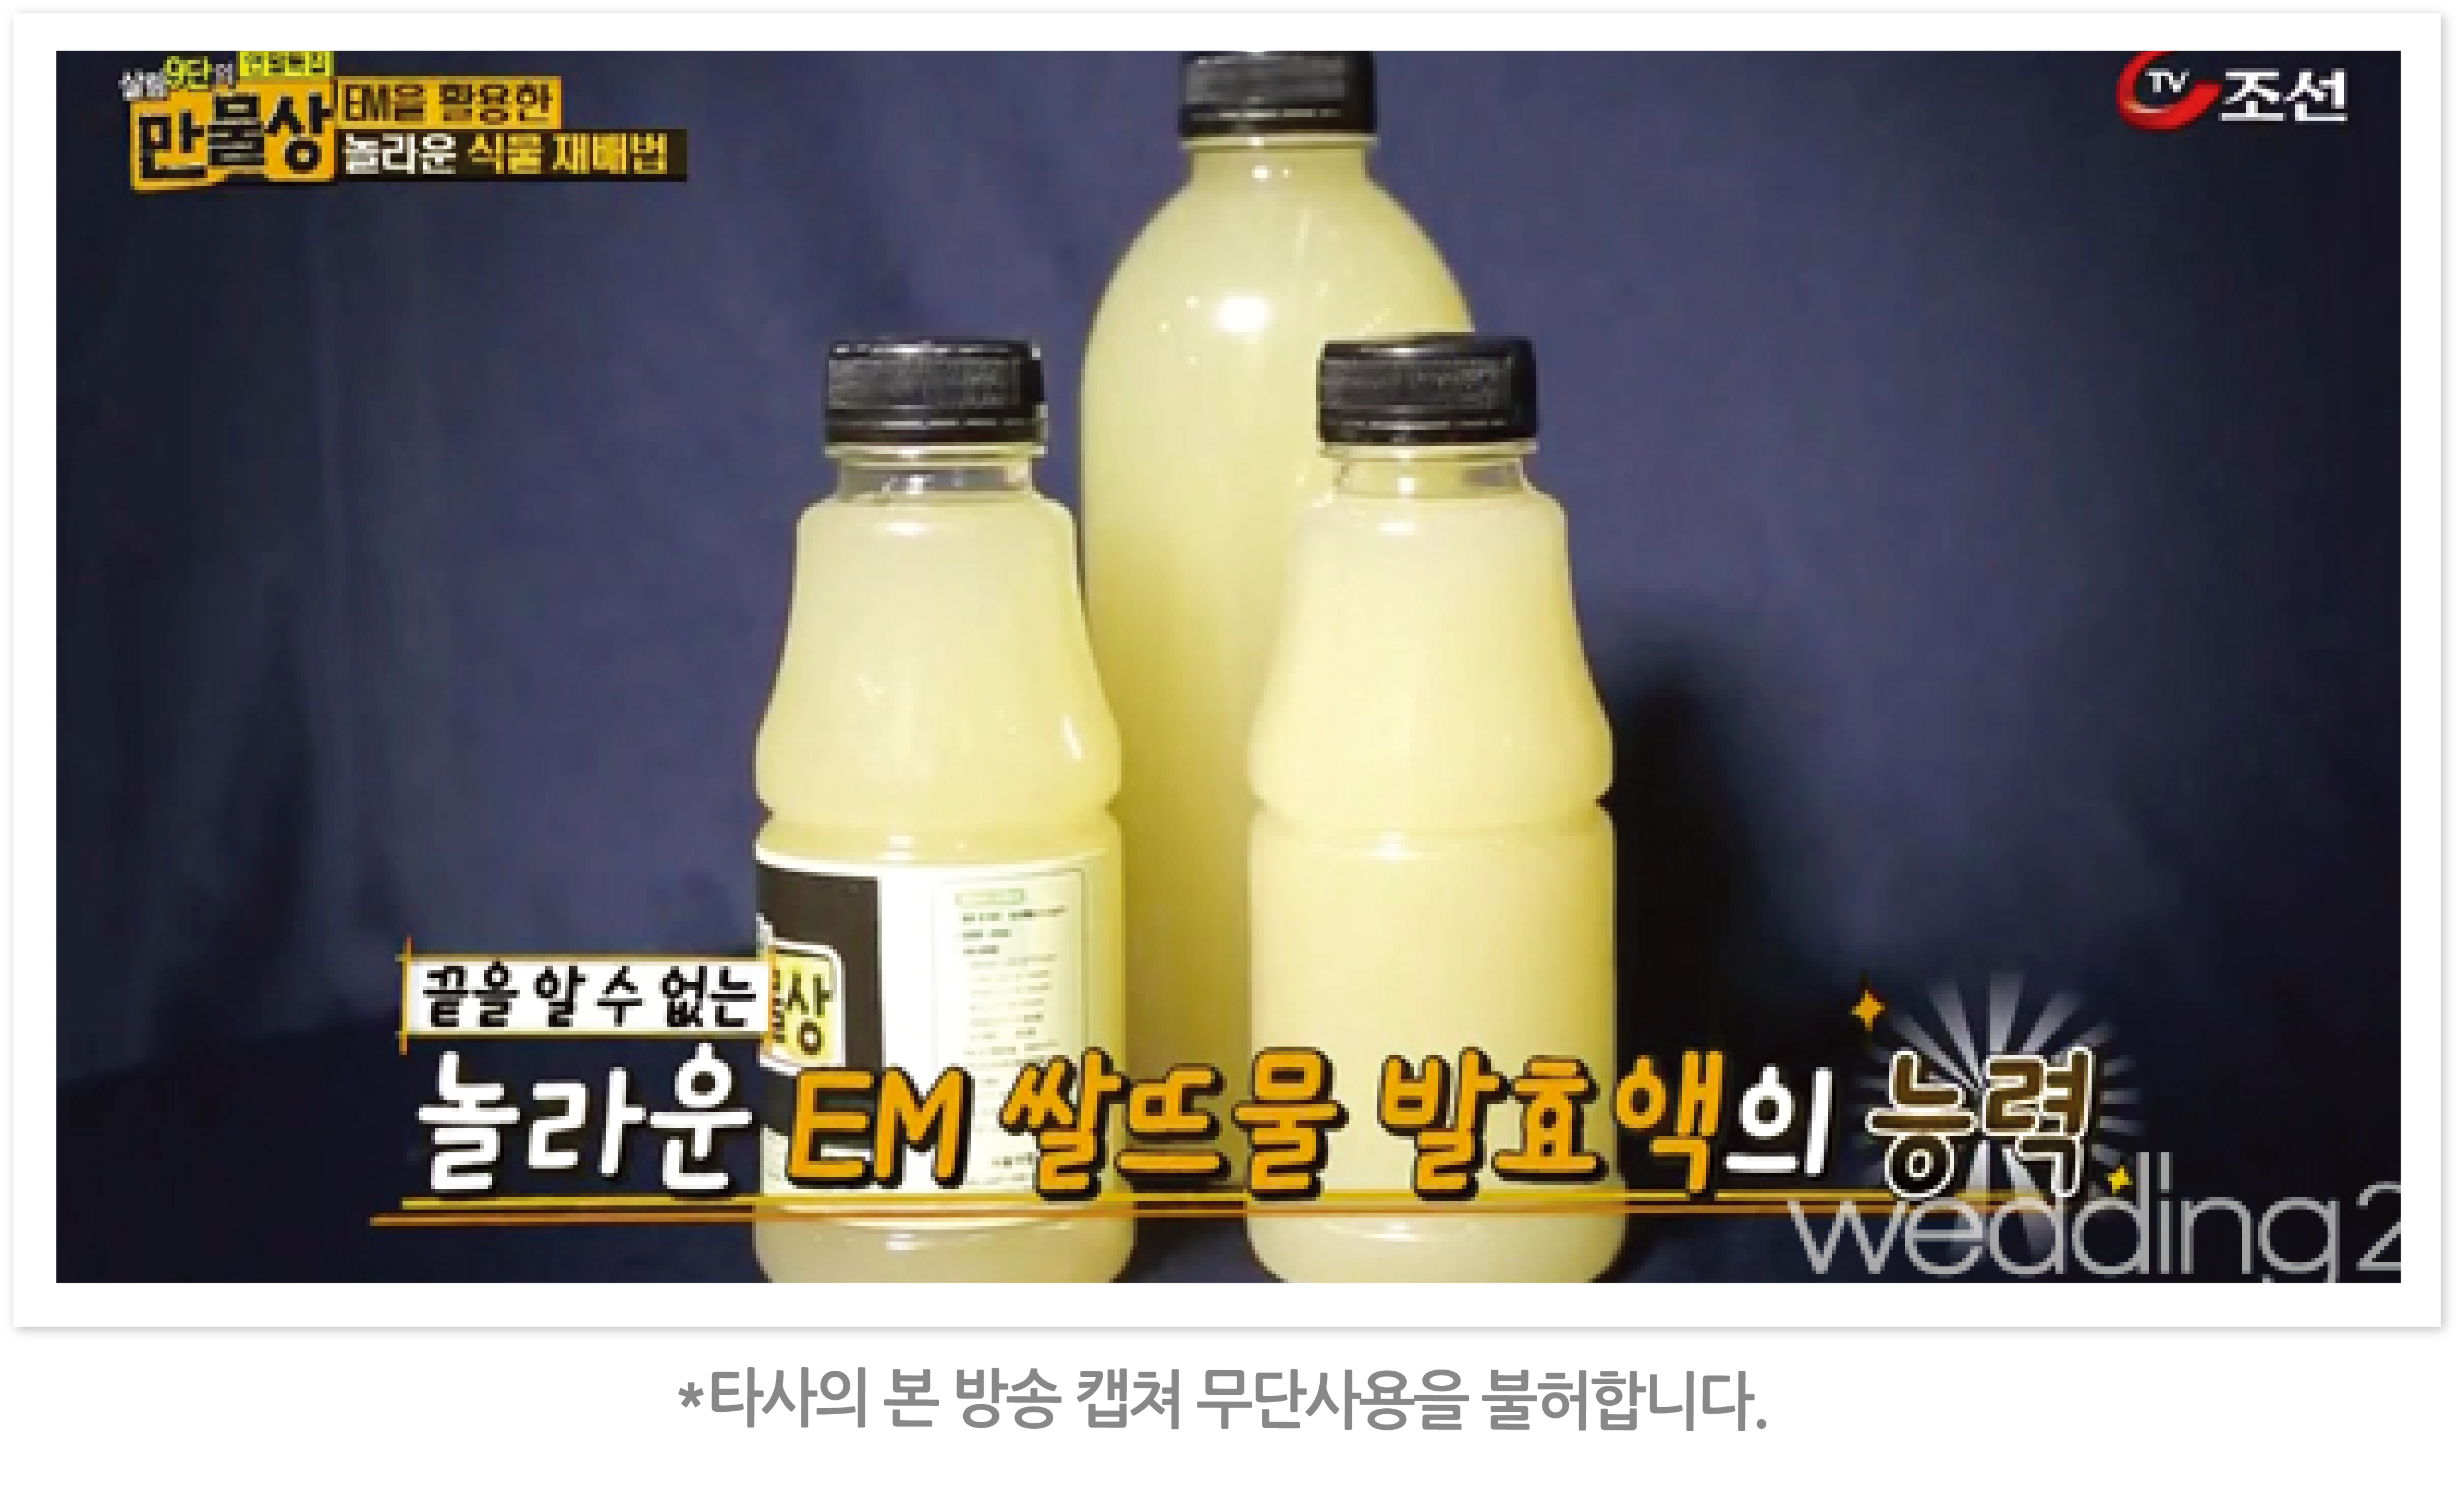 살림9단의
만물상
EM을 활용한
놀라운 식물 재배법
TV 조선
상
끝을 알 수 없는
놀라운 EM 쌀뜨물 발효액의 능력
wedding2
*타사의 본 방송 캡쳐 무단사용을 불허합니다.